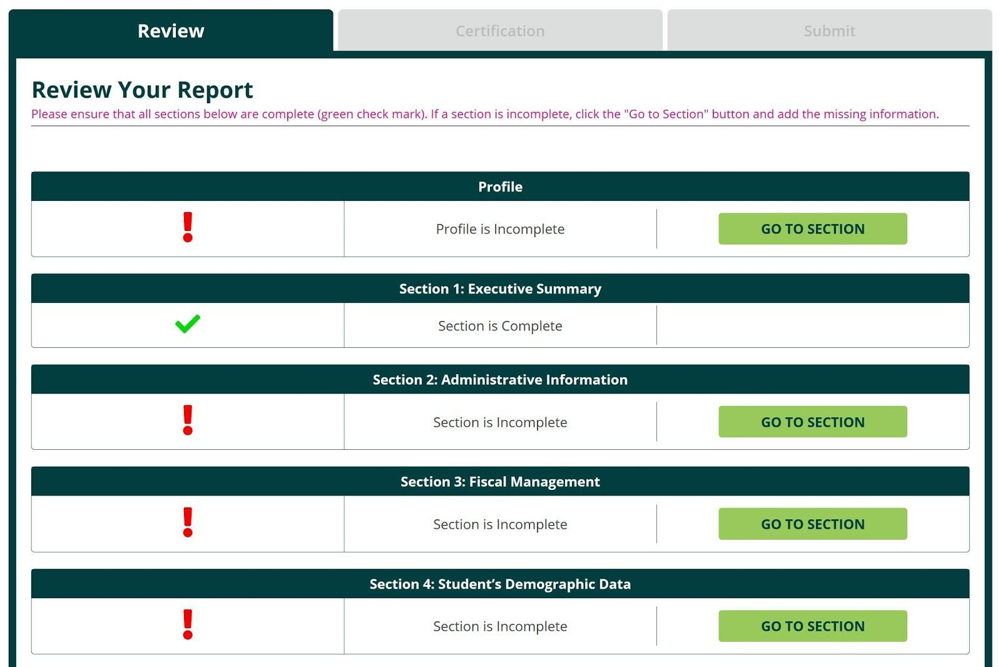 Review
Certification
Submit
Review Your Report
Please ensure that all sections below are complete (green check mark). If a section is incomplete, click the "Go to Section" button and add the missing information.
Profile
Profile is Incomplete
GO TO SECTION
Section 1: Executive Summary
Section is Complete
Section 2: Administrative Information
Section is Incomplete
GO TO SECTION
Section 3: Fiscal Management
Section is Incomplete
GO TO SECTION
Section 4: Student’s Demographic Data
Section is Incomplete
GO TO SECTION